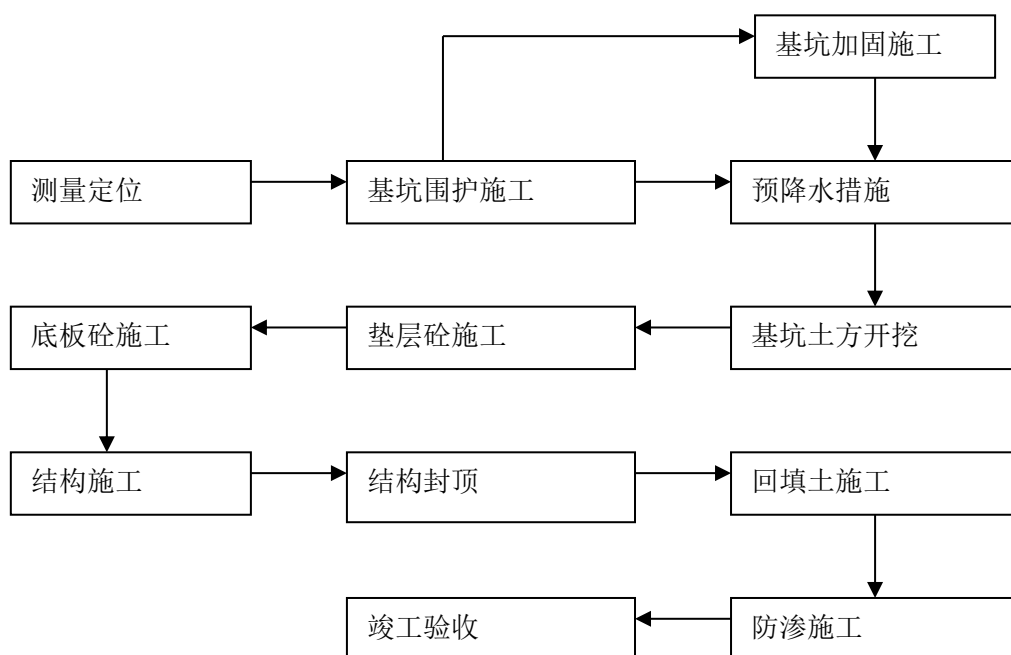 基坑加固施工
测量定位
基坑围护施工
预降水措施
底板砼施工
垫层砼施工
基坑土方开挖
结构施工
结构封顶
回填土施工
竣工验收
防渗施工